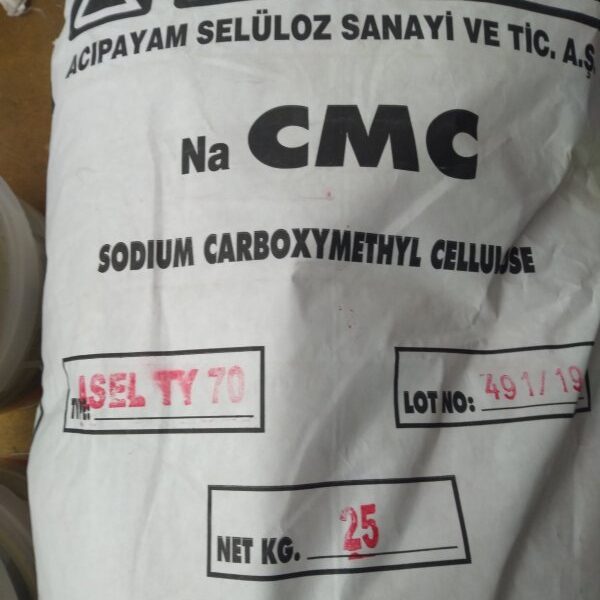 ACIPAYAM SELÜLOZ SANAYİ VE TİC. A.Ş.
Na CMC
SODIUM CARBOXYMETHYL CELLULOSE
TYPE: ASEL TY 70
LOT NO: 491/19
NET KG. 25